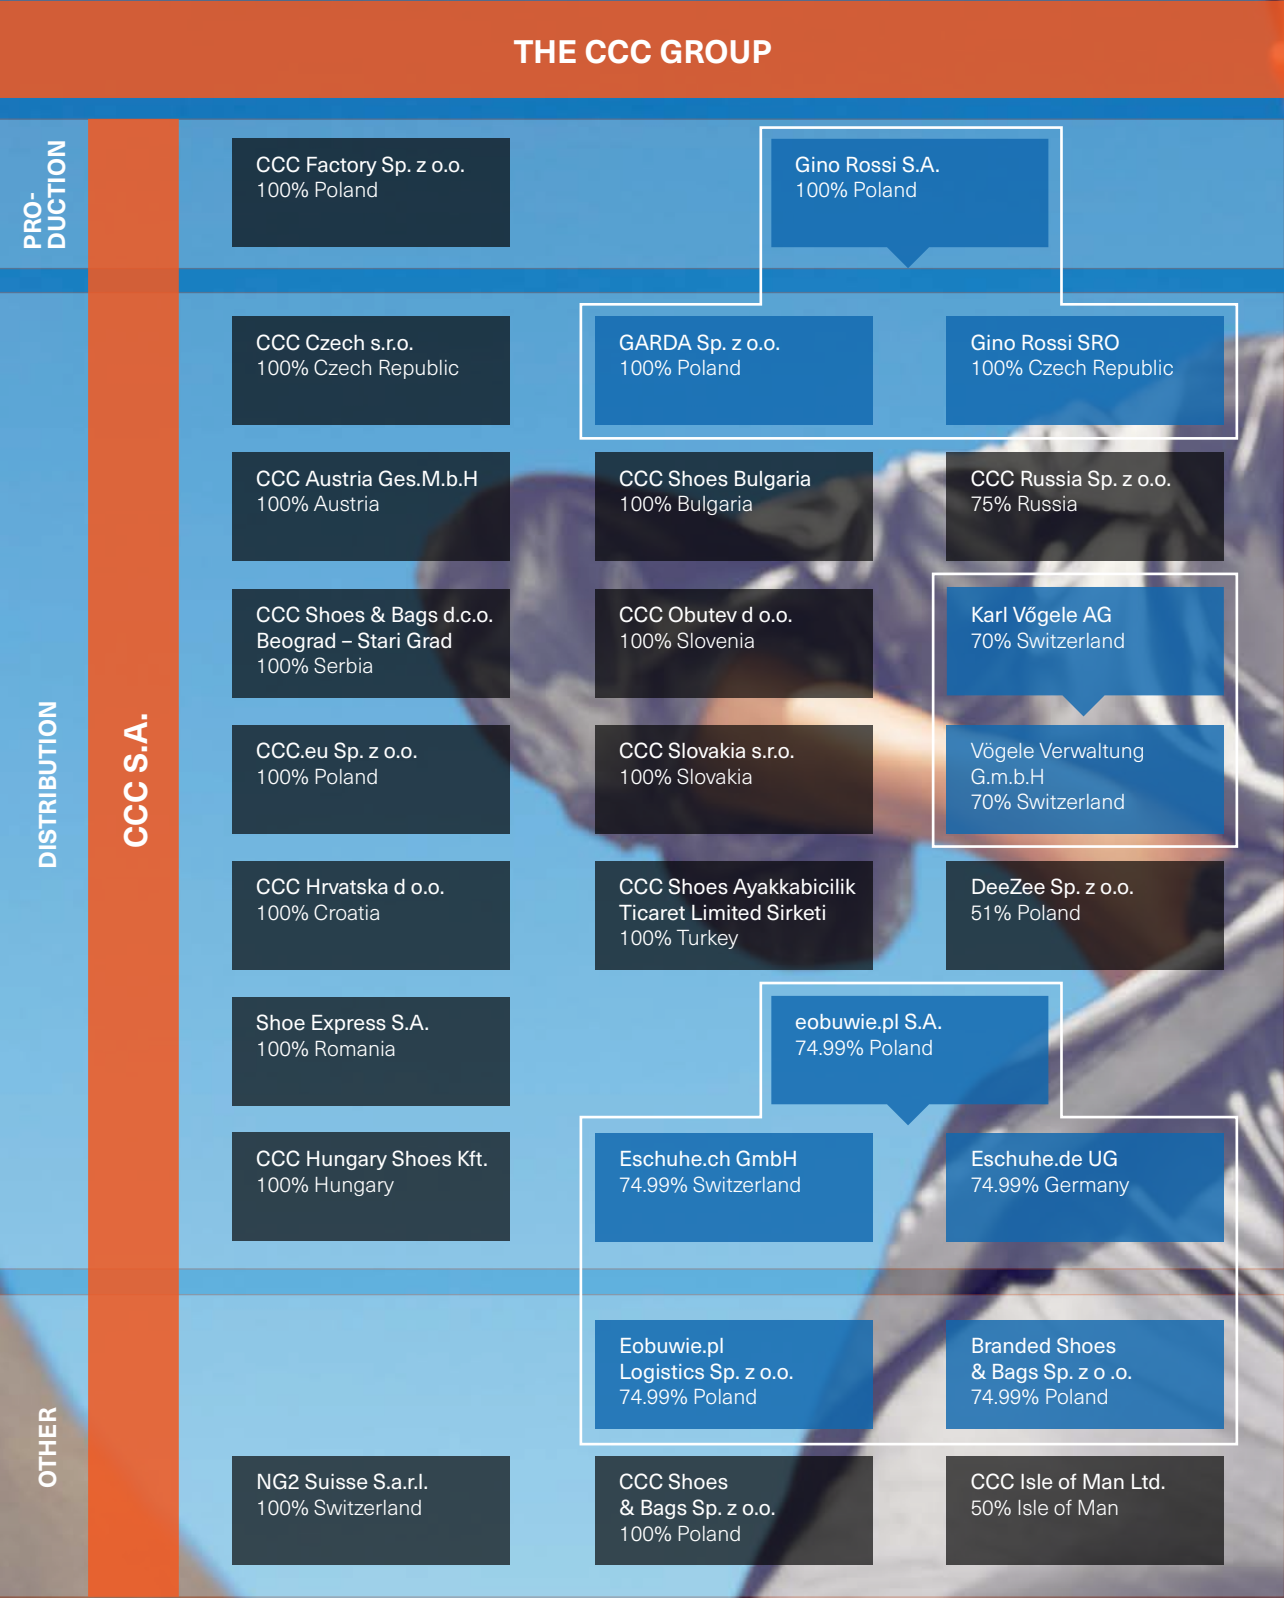 THE CCC GROUP
PRO-
DUCTION
CCC Factory Sp. z o.o.
100% Poland
Gino Rossi S.A.
100% Poland
DISTRIBUTION
CCC S.A.
CCC Czech s.r.o.
100% Czech Republic
GARDA Sp. z o.o.
100% Poland
Gino Rossi SRO
100% Czech Republic
CCC Austria Ges.M.b.H
100% Austria
CCC Shoes Bulgaria
100% Bulgaria
CCC Russia Sp. z o.o.
75% Russia
CCC Shoes & Bags d.c.o.
Beograd – Stari Grad
100% Serbia
CCC Obutev d o.o.
100% Slovenia
Karl Vőgele AG
70% Switzerland
CCC.eu Sp. z o.o.
100% Poland
CCC Slovakia s.r.o.
100% Slovakia
Vögele Verwaltung
G.m.b.H
70% Switzerland
CCC Hrvatska d o.o.
100% Croatia
CCC Shoes Ayakkabicilik
Ticaret Limited Sirketi
100% Turkey
DeeZee Sp. z o.o.
51% Poland
Shoe Express S.A.
100% Romania
eobuwie.pl S.A.
74.99% Poland
CCC Hungary Shoes Kft.
100% Hungary
Eschuhe.ch GmbH
74.99% Switzerland
Eschuhe.de UG
74.99% Germany
OTHER
Eobuwie.pl
Logistics Sp. z o.o.
74.99% Poland
Branded Shoes
& Bags Sp. z o .o.
74.99% Poland
NG2 Suisse S.a.r.l.
100% Switzerland
CCC Shoes
& Bags Sp. z o.o.
100% Poland
CCC Isle of Man Ltd.
50% Isle of Man